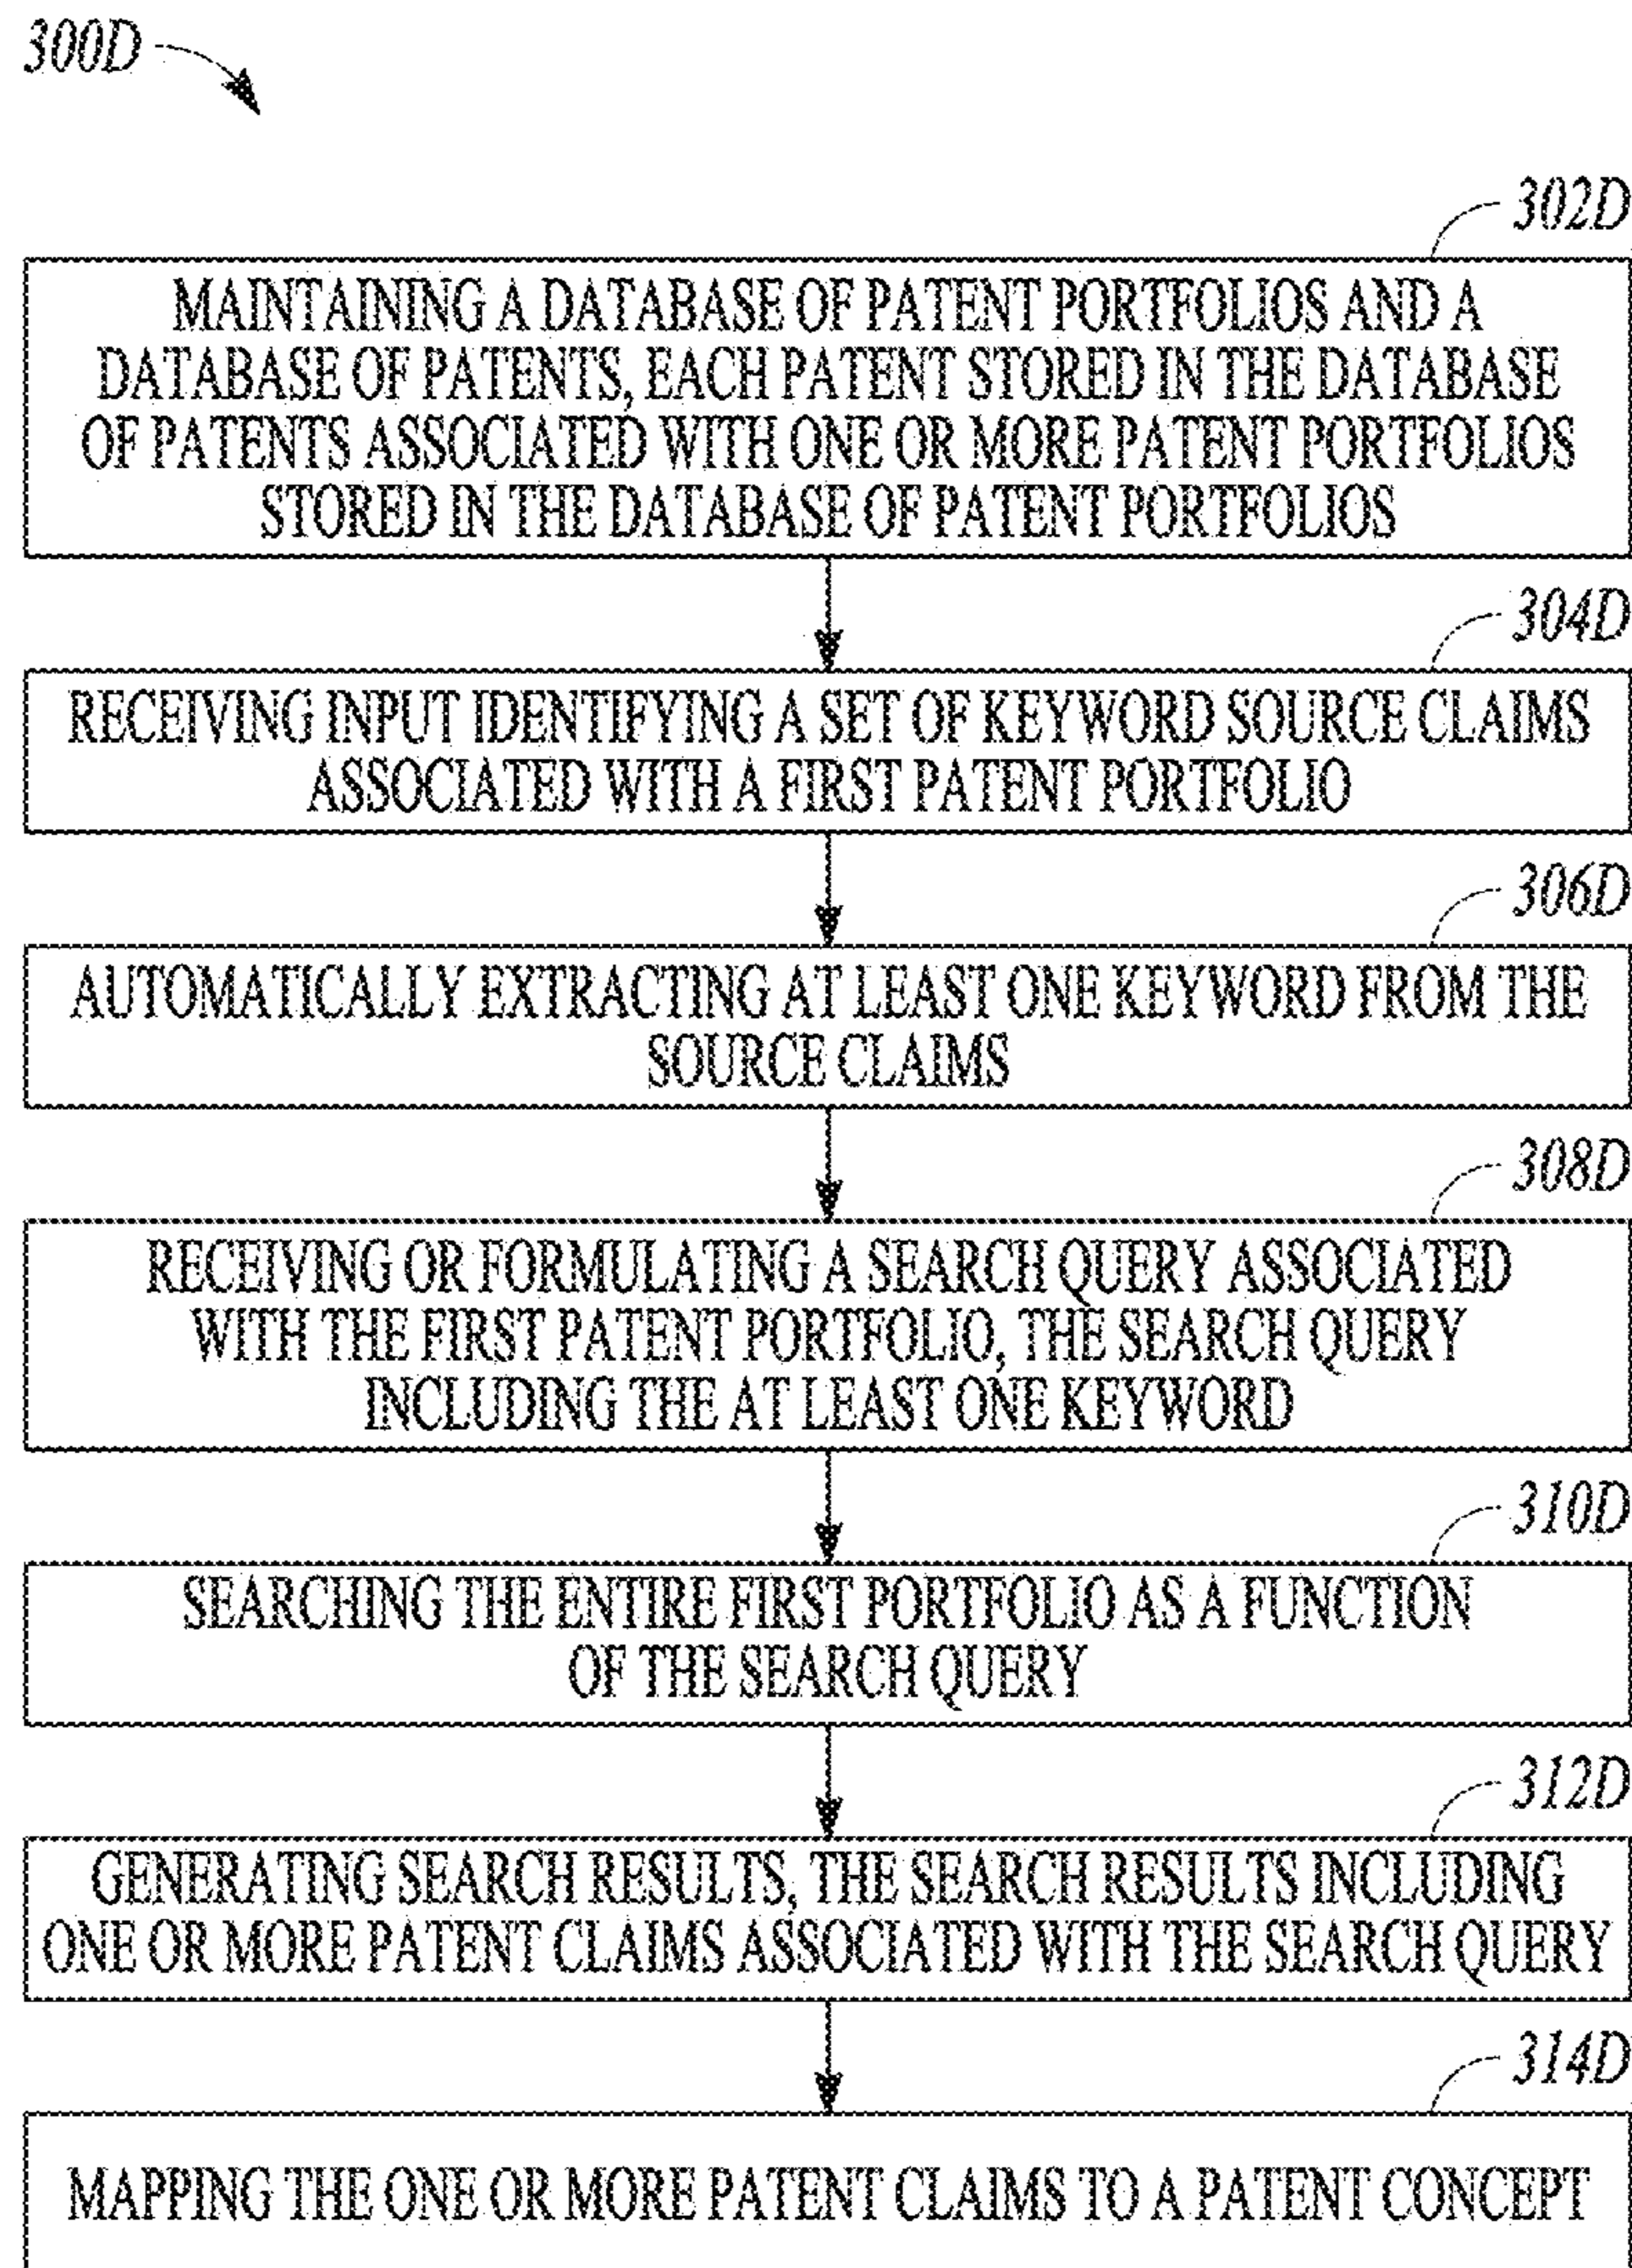 300D
302D
MAINTAINING A DATABASE OF PATENT PORTFOLIOS AND A
DATABASE OF PATENTS, EACH PATENT STORED IN THE DATABASE
OF PATENTS ASSOCIATED WITH ONE OR MORE PATENT PORTFOLIOS
STORED IN THE DATABASE OF PATENT PORTFOLIOS
304D
RECEIVING INPUT IDENTIFYING A SET OF KEYWORD SOURCE CLAIMS
ASSOCIATED WITH A FIRST PATENT PORTFOLIO
306D
AUTOMATICALLY EXTRACTING AT LEAST ONE KEYWORD FROM THE
SOURCE CLAIMS
308D
RECEIVING OR FORMULATING A SEARCH QUERY ASSOCIATED
WITH THE FIRST PATENT PORTFOLIO, THE SEARCH QUERY
INCLUDING THE AT LEAST ONE KEYWORD
310D
SEARCHING THE ENTIRE FIRST PORTFOLIO AS A FUNCTION
OF THE SEARCH QUERY
312D
GENERATING SEARCH RESULTS, THE SEARCH RESULTS INCLUDING
ONE OR MORE PATENT CLAIMS ASSOCIATED WITH THE SEARCH QUERY
314D
MAPPING THE ONE OR MORE PATENT CLAIMS TO A PATENT CONCEPT